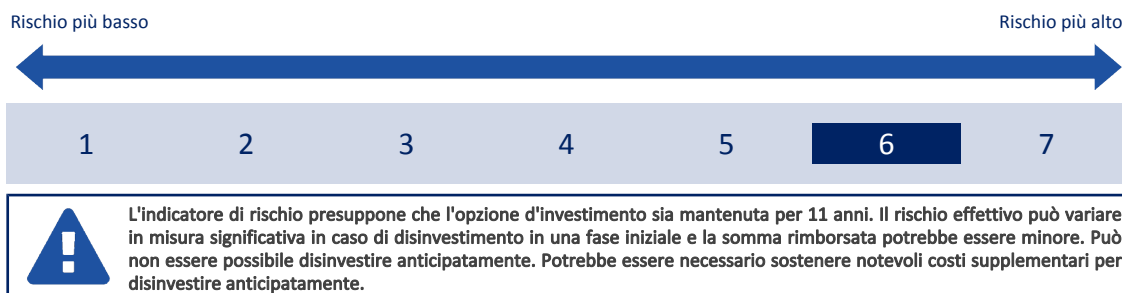 Rischio più basso Rischio più alto
1 2 3 4 5 6 7
L'indicatore di rischio presuppone che l'opzione d'investimento sia mantenuta per 11 anni. Il rischio effettivo può variare
in misura significativa in caso di disinvestimento in una fase iniziale e la somma rimborsata potrebbe essere minore. Può
non essere possibile disinvestire anticipatamente. Potrebbe essere necessario sostenere notevoli costi supplementari per
disinvestire anticipatamente.